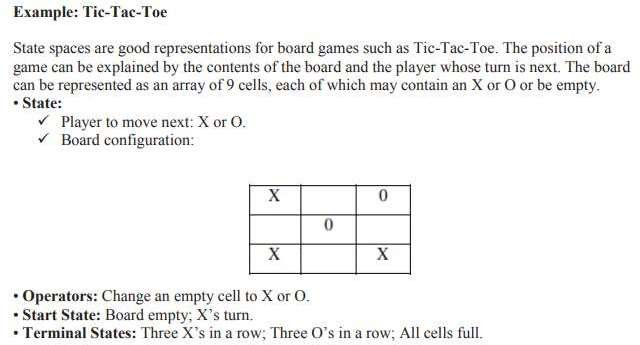 Example: Tic-Tac-Toe
State spaces are good representations for board games such as Tic-Tac-Toe. The position of a
game can be explained by the contents of the board and the player whose turn is next. The board
can be represented as an array of 9 cells, each of which may contain an X or O or be empty.
• State:
✓ Player to move next: X or O.
✓ Board configuration:
X 0
0
X X
• Operators: Change an empty cell to X or O.
• Start State: Board empty; X's turn.
• Terminal States: Three X's in a row; Three O's in a row; All cells full.